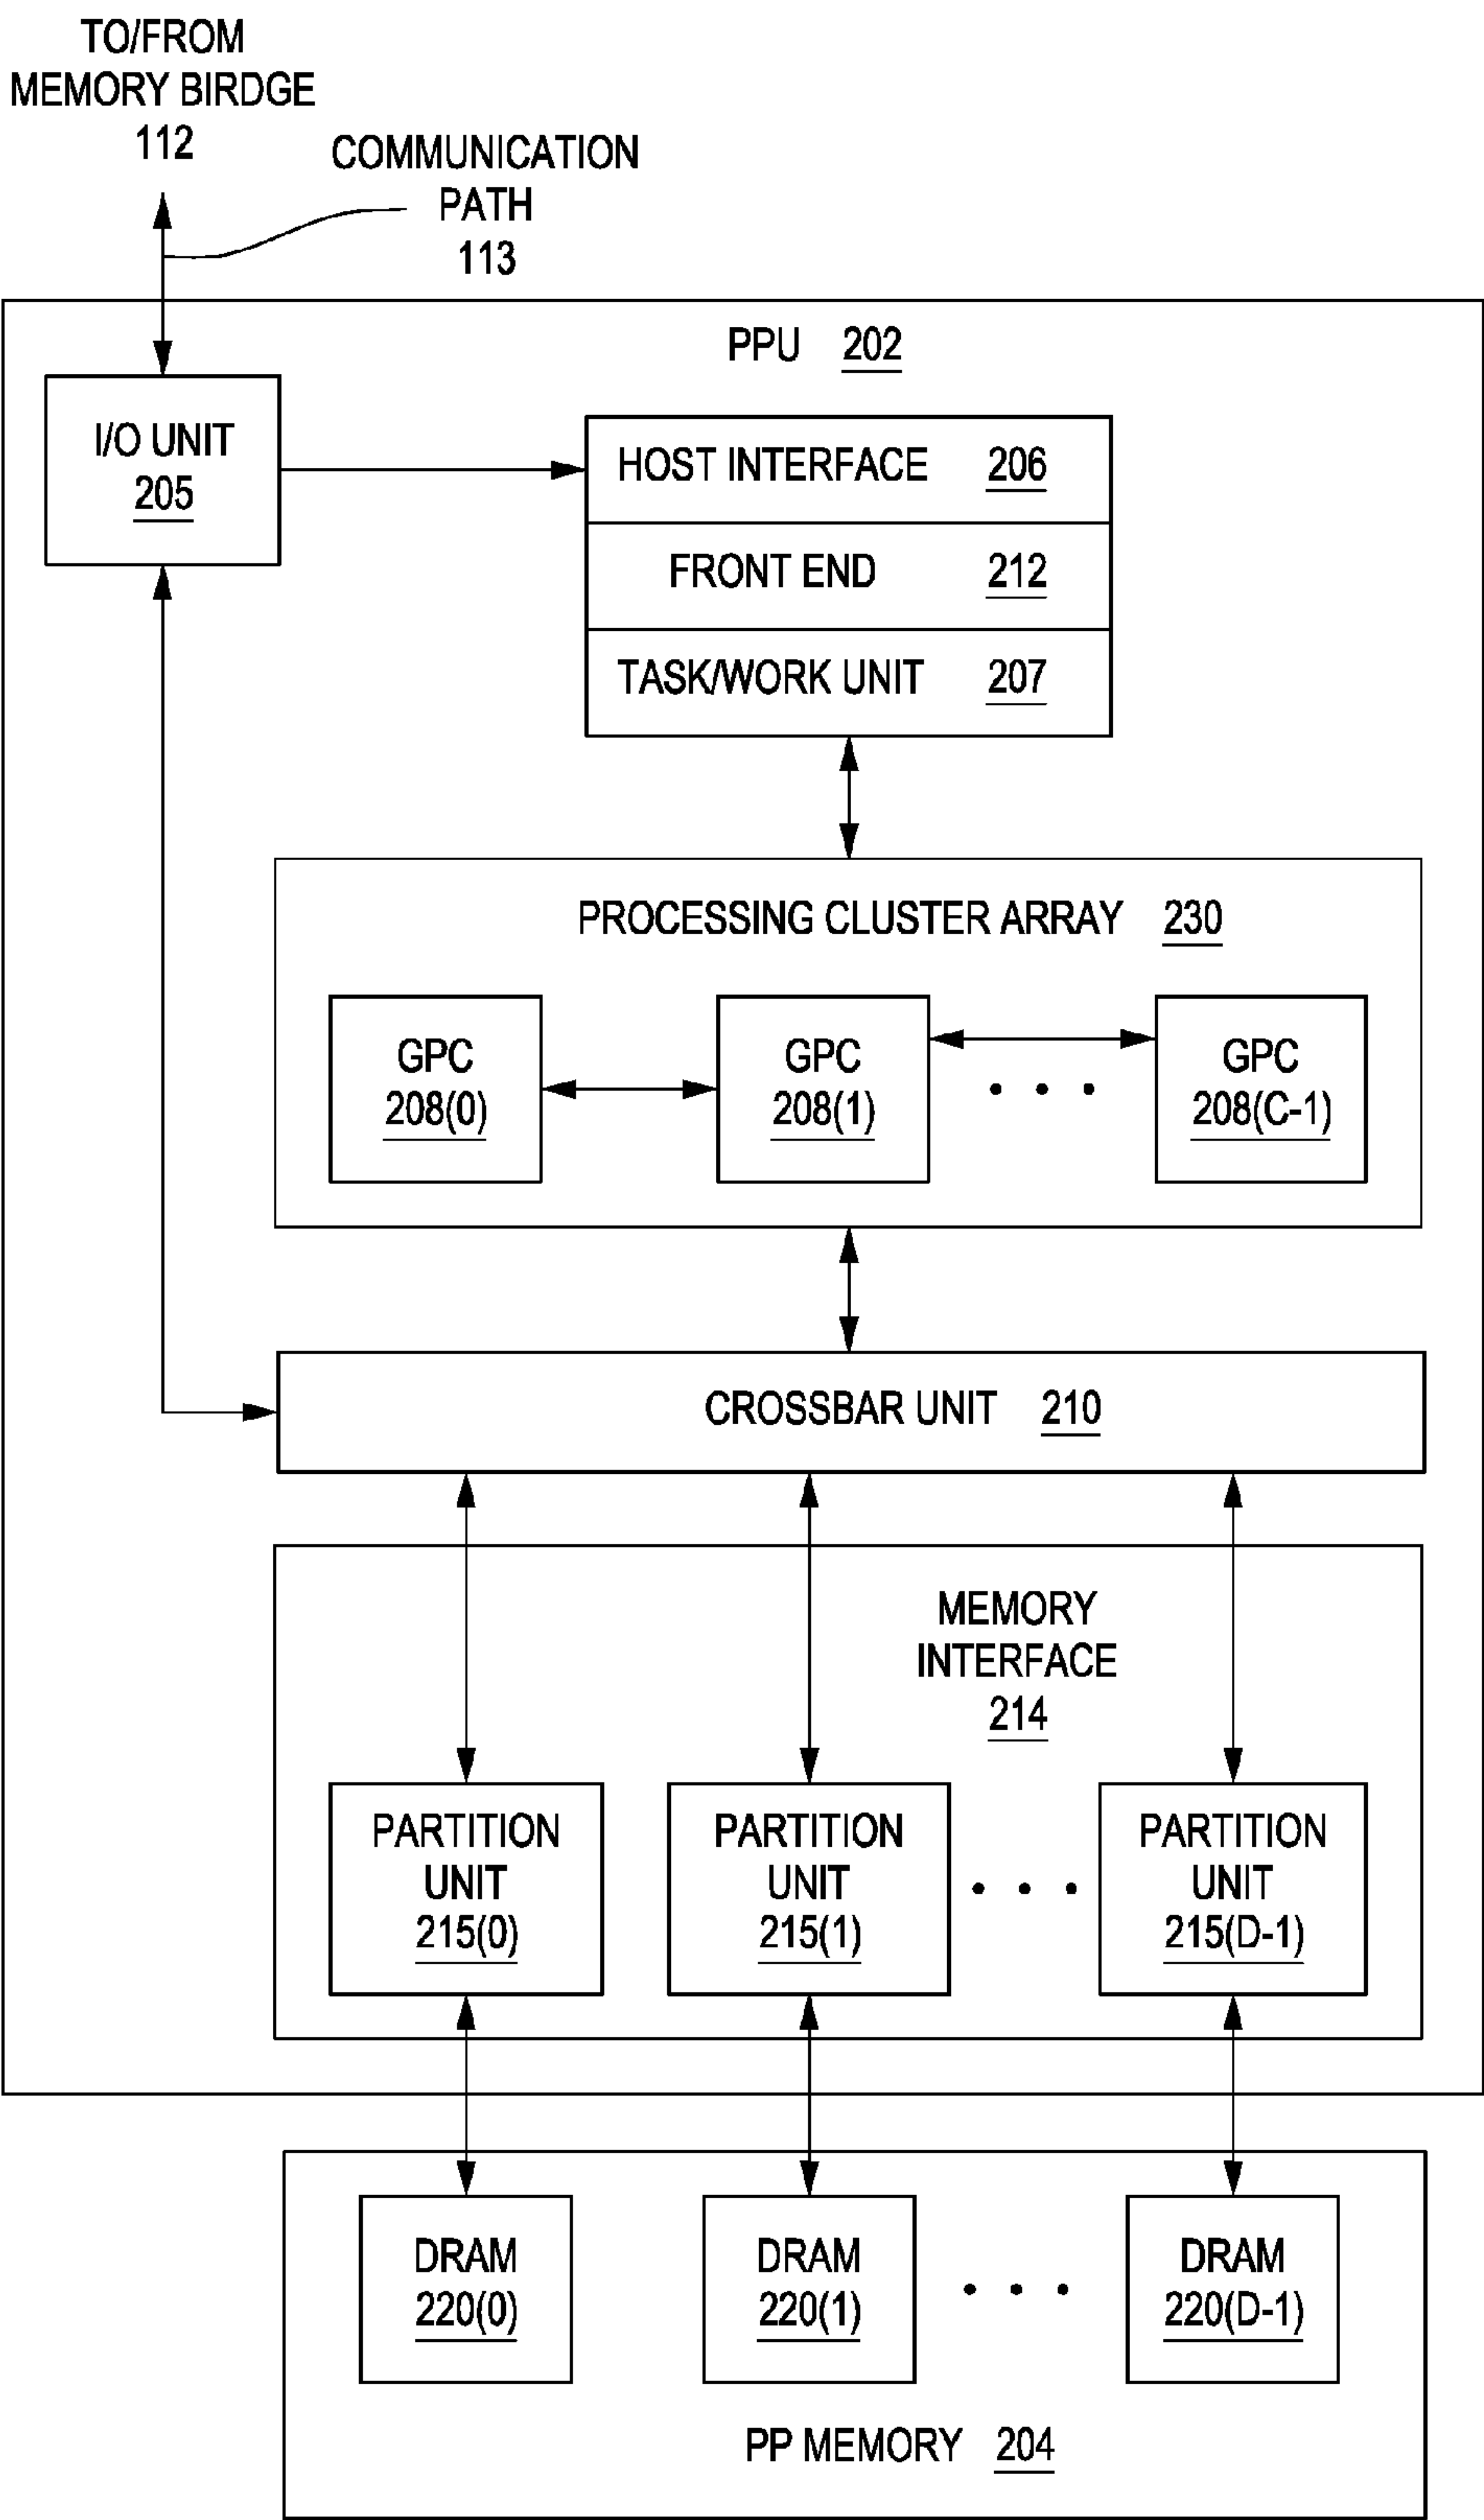 TO/FROM
MEMORY BIRDGE
112
COMMUNICATION
PATH
113
PPU 202
I/O UNIT
205
HOST INTERFACE 206
FRONT END 212
TASK/WORK UNIT 207
PROCESSING CLUSTER ARRAY 230
GPC
208(0)
GPC
208(1)
. . .
GPC
208(C-1)
CROSSBAR UNIT 210
MEMORY
INTERFACE
214
PARTITION
UNIT
215(0)
PARTITION
UNIT
215(1)
. . .
PARTITION
UNIT
215(D-1)
DRAM
220(0)
DRAM
220(1)
. . .
DRAM
220(D-1)
PP MEMORY 204